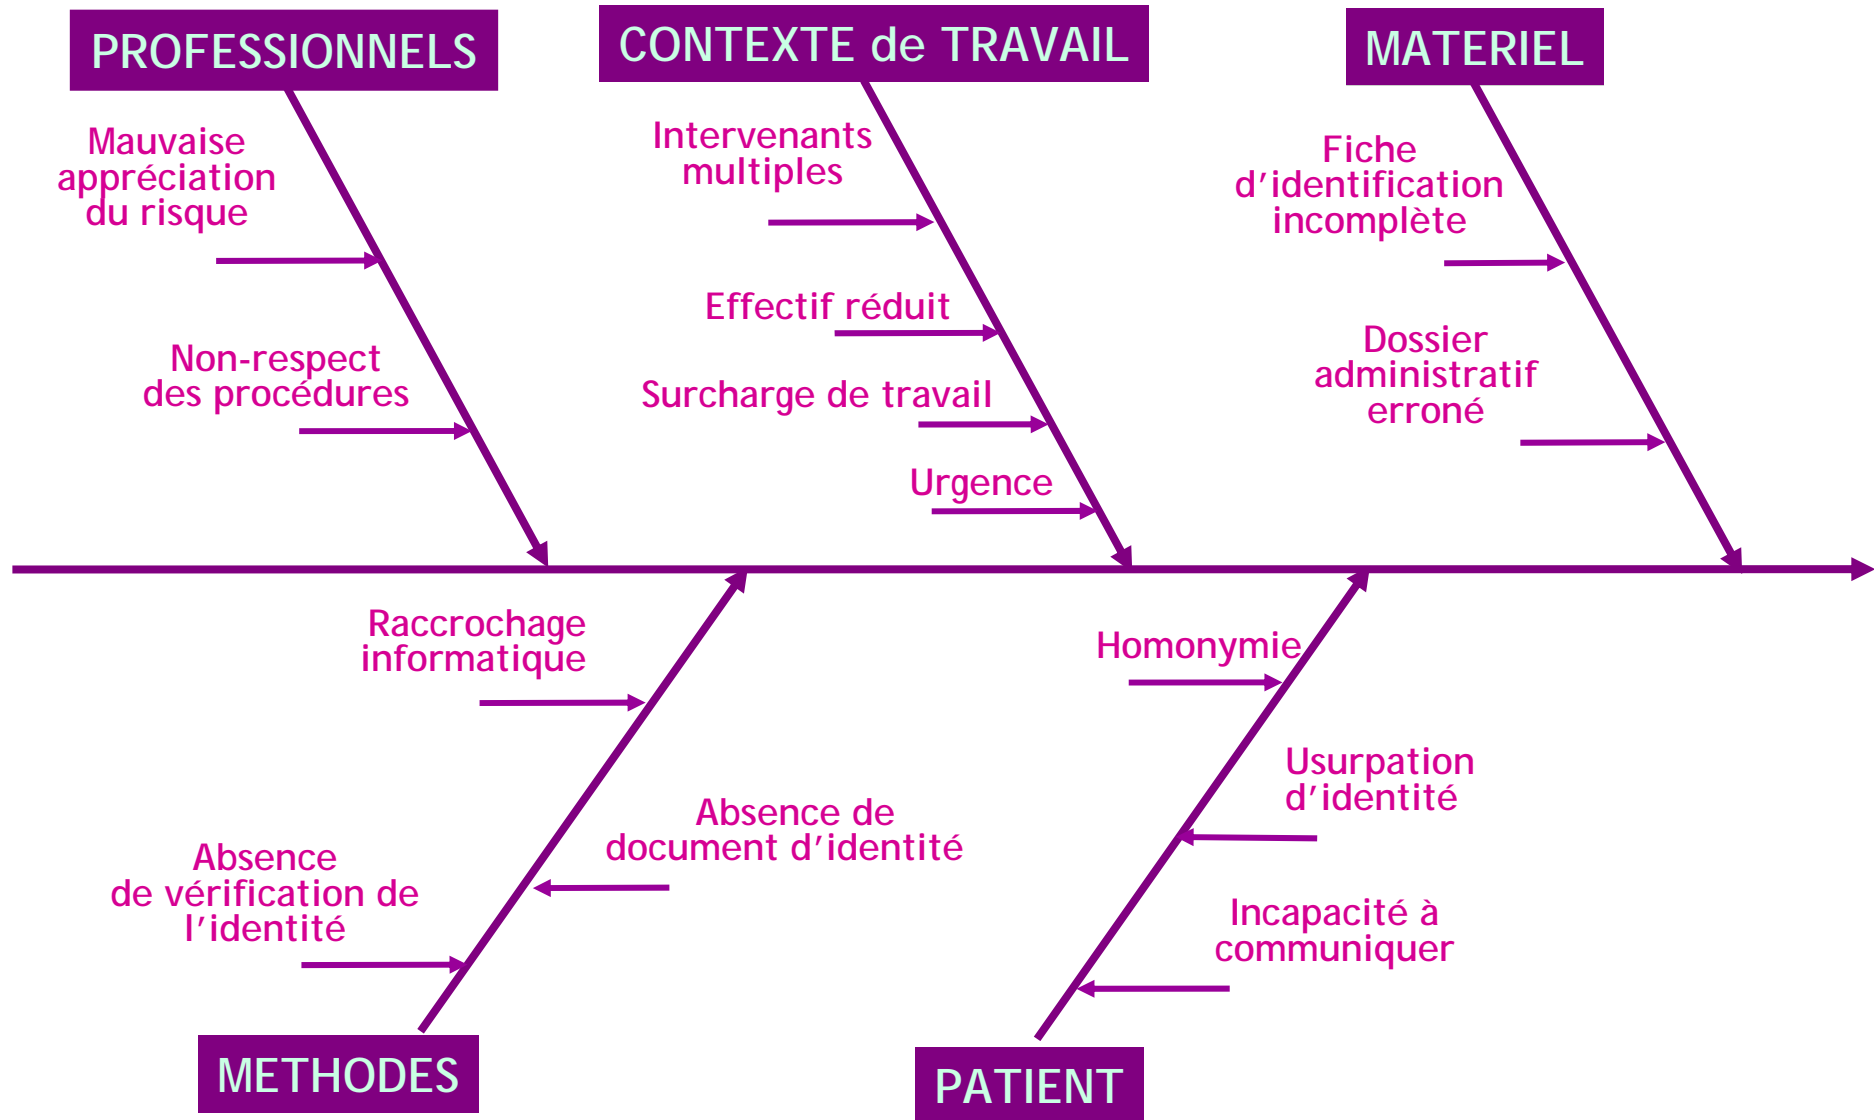 PROFESSIONNELS
CONTEXTE de TRAVAIL
MATERIEL
Mauvaise
appréciation
du risque
Non-respect
des procédures
Intervenants
multiples
Effectif réduit
Surcharge de travail
Urgence
Fiche
d’identification
incomplète
Dossier
administratif
erroné
Raccrochage
informatique
Absence de
document d’identité
Absence
de vérification de
l’identité
Homonymie
Usurpation
d’identité
Incapacité à
communiquer
METHODES
PATIENT